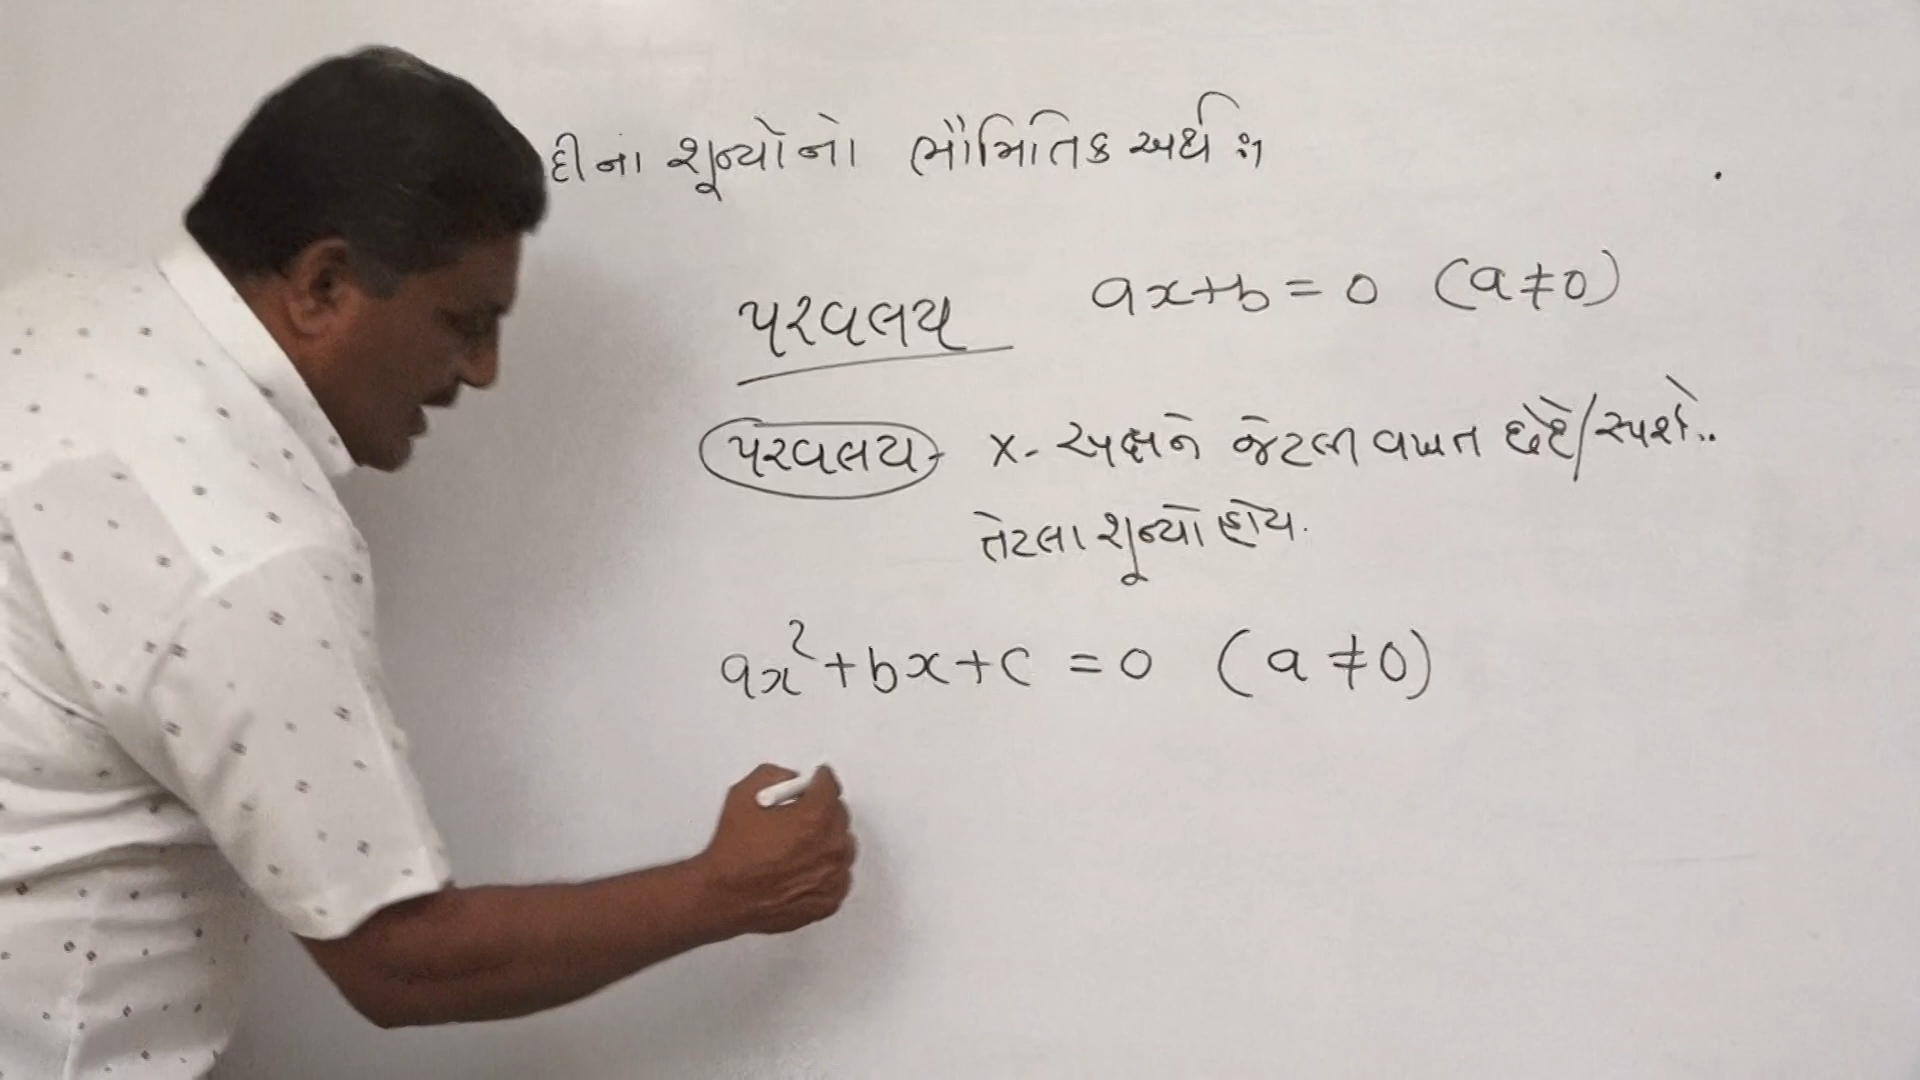 દીના શૂન્યોનો ભૌમિતિક અર્થ :-
પરવલય ax+b = 0 (a≠0)
પરવલય - x- અક્ષને જેટલી વખત છેદે/સ્પર્શે..
તેટલા શૂન્યો હોય.
ax²+bx+c = 0 (a ≠0)